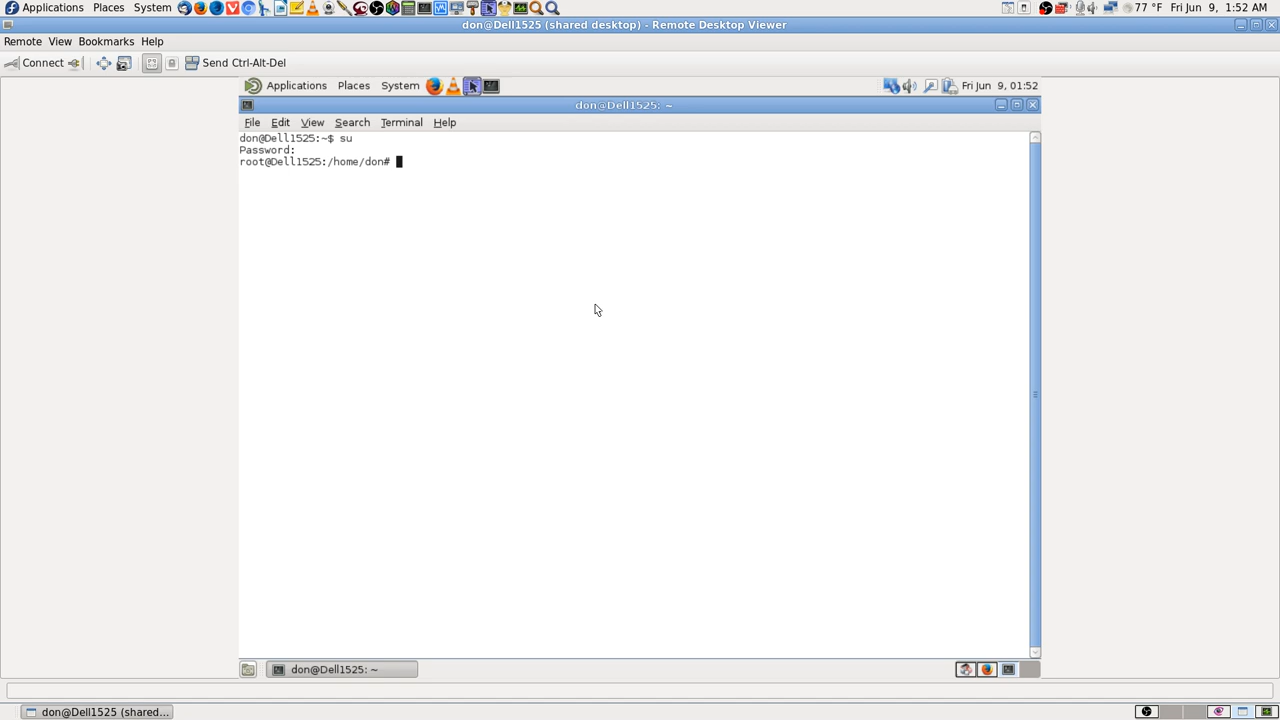 Applications Places System 77 °F Fri Jun 9, 1:52 AM
don@Dell1525 (shared desktop) - Remote Desktop Viewer
Remote View Bookmarks Help
Connect Send Ctrl-Alt-Del
Applications Places System Fri Jun 9, 01:52
don@Dell1525: ~
File Edit View Search Terminal Help
don@Dell1525:~$ su
Password:
root@Dell1525:/home/don#
don@Dell1525: ~
don@Dell1525 (shared...